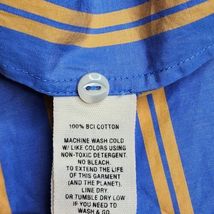 100% BCI COTTON
MACHINE WASH COLD
W/ LIKE COLORS USING
NON-TOXIC DETERGENT.
NO BLEACH.
TO EXTEND THE LIFE
OF THIS GARMENT
(AND THE PLANET),
LINE DRY
OR TUMBLE DRY LOW
IF YOU NEED TO
WASH & GO